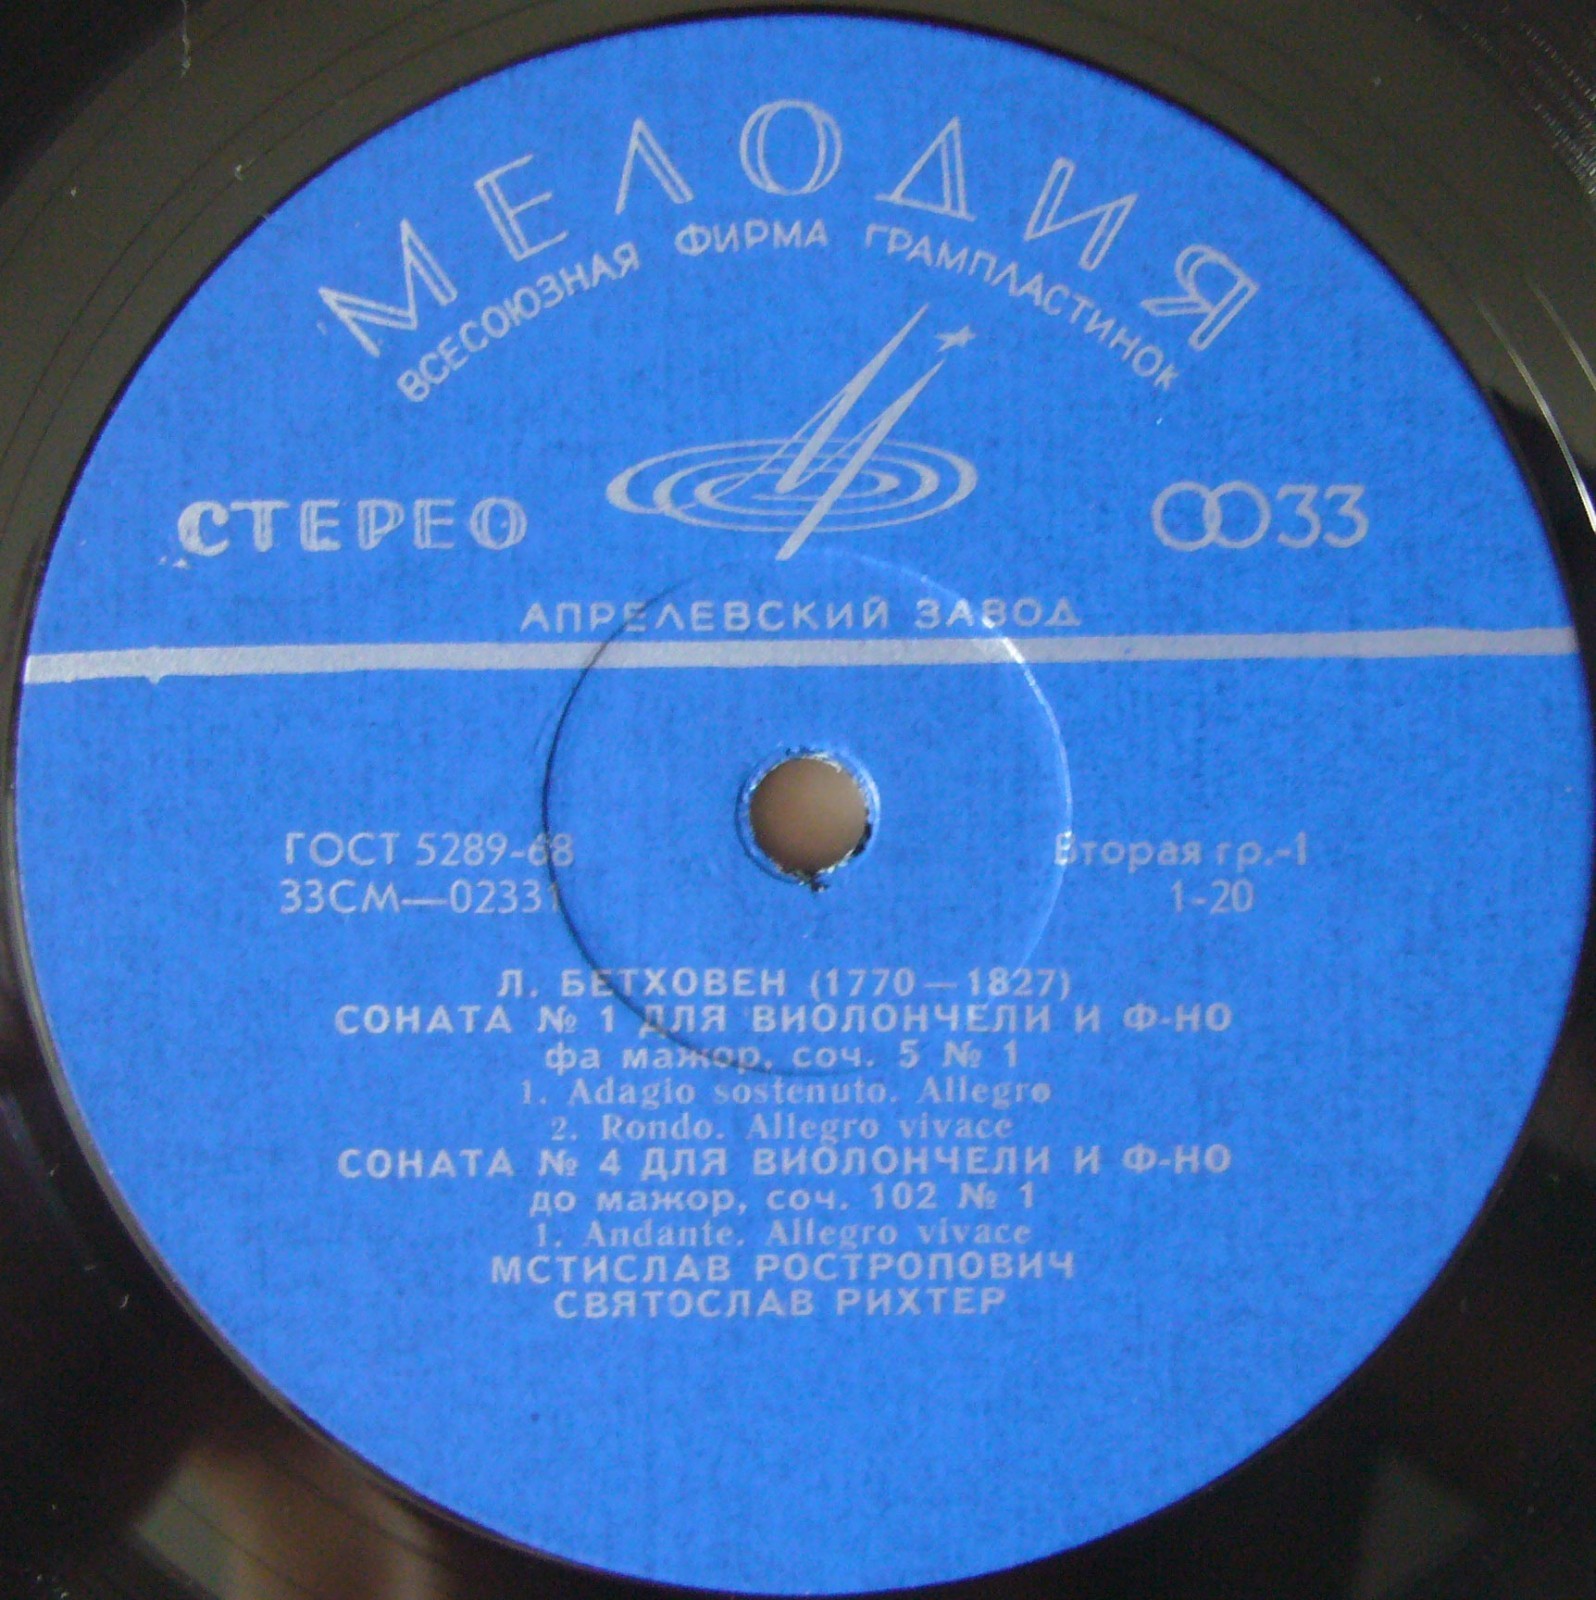 МЕЛОДИЯ
ВСЕСОЮЗНАЯ ФИРМА ГРАМПЛАСТИНОК
СТЕРЕО
33
АПРЕЛЕВСКИЙ ЗАВОД
ГОСТ 5289-68
Вторая гр.-1
33СМ—02331
1-20
Л. БЕТХОВЕН (1770—1827)
СОНАТА № 1 ДЛЯ ВИОЛОНЧЕЛИ И Ф-НО
фа мажор, соч. 5 № 1
1. Adagio sostenuto. Allegro
2. Rondo. Allegro vivace
СОНАТА № 4 ДЛЯ ВИОЛОНЧЕЛИ И Ф-НО
до мажор, соч. 102 № 1
1. Andante. Allegro vivace
МСТИСЛАВ РОСТРОПОВИЧ
СВЯТОСЛАВ РИХТЕР